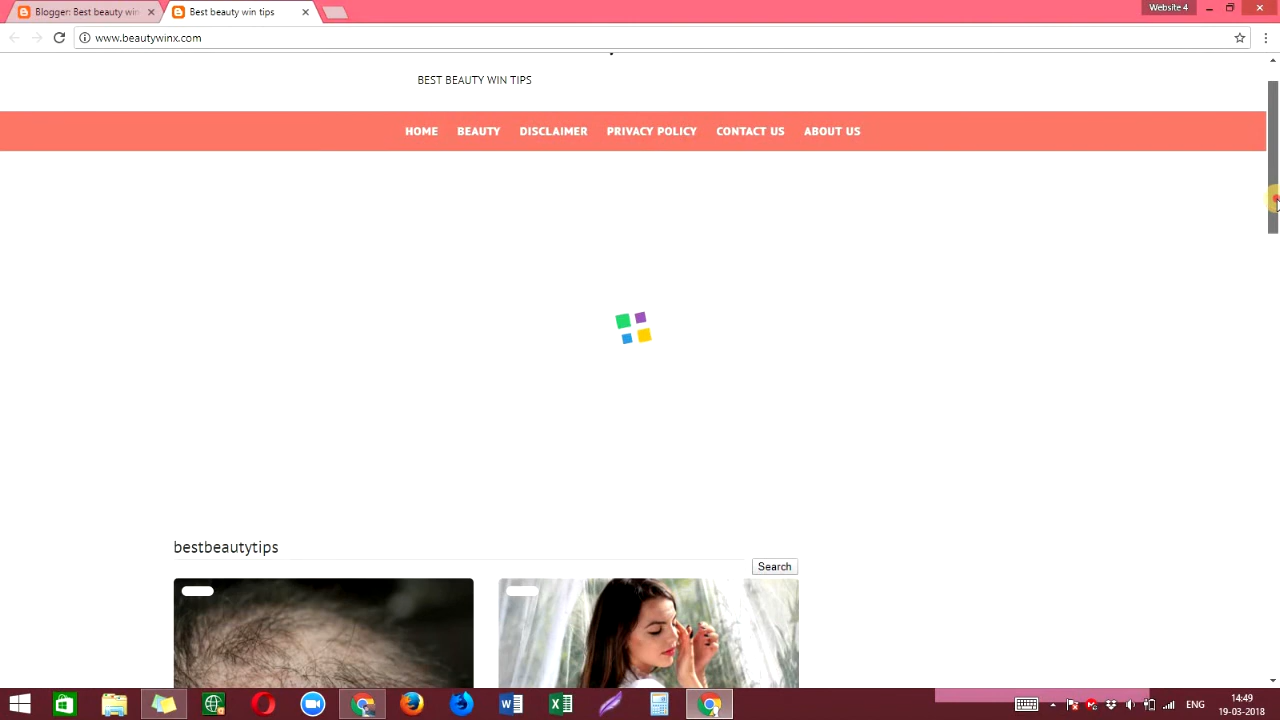 Blogger: Best beauty win
Best beauty win tips
Website 4
www.beautywinx.com
BEST BEAUTY WIN TIPS
HOME BEAUTY DISCLAIMER PRIVACY POLICY CONTACT US ABOUT US
bestbeautytips
Search
14:49
ENG
19-03-2018